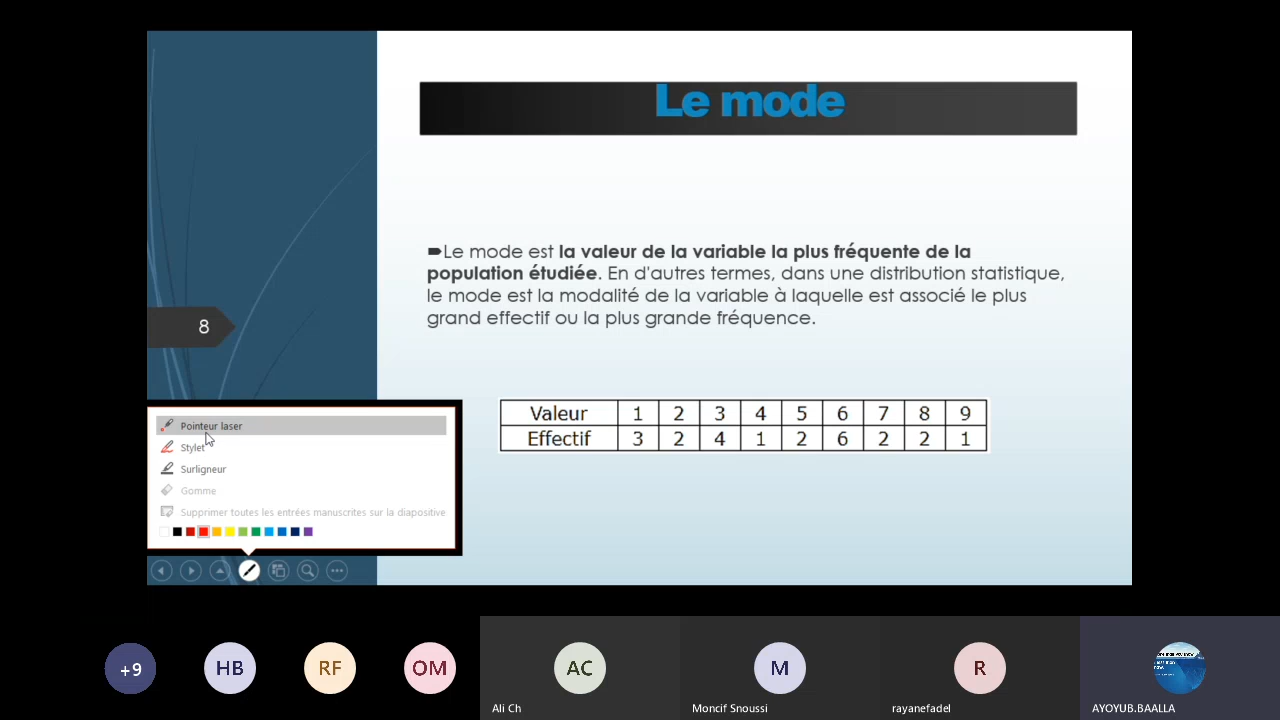 Le mode
Le mode est la valeur de la variable la plus fréquente de la
population étudiée. En d'autres termes, dans une distribution statistique,
le mode est la modalité de la variable à laquelle est associé le plus
grand effectif ou la plus grande fréquence.
8
Valeur 1 2 3 4 5 6 7 8 9
Effectif 3 2 4 1 2 6 2 2 1
Pointeur laser
Stylet
Surligneur
Gomme
Supprimer toutes les entrées manuscrites sur la diapositive
+9 HB RF OM AC M R
Ali Ch Moncif Snoussi rayanefadel AYOYUB.BAALLA